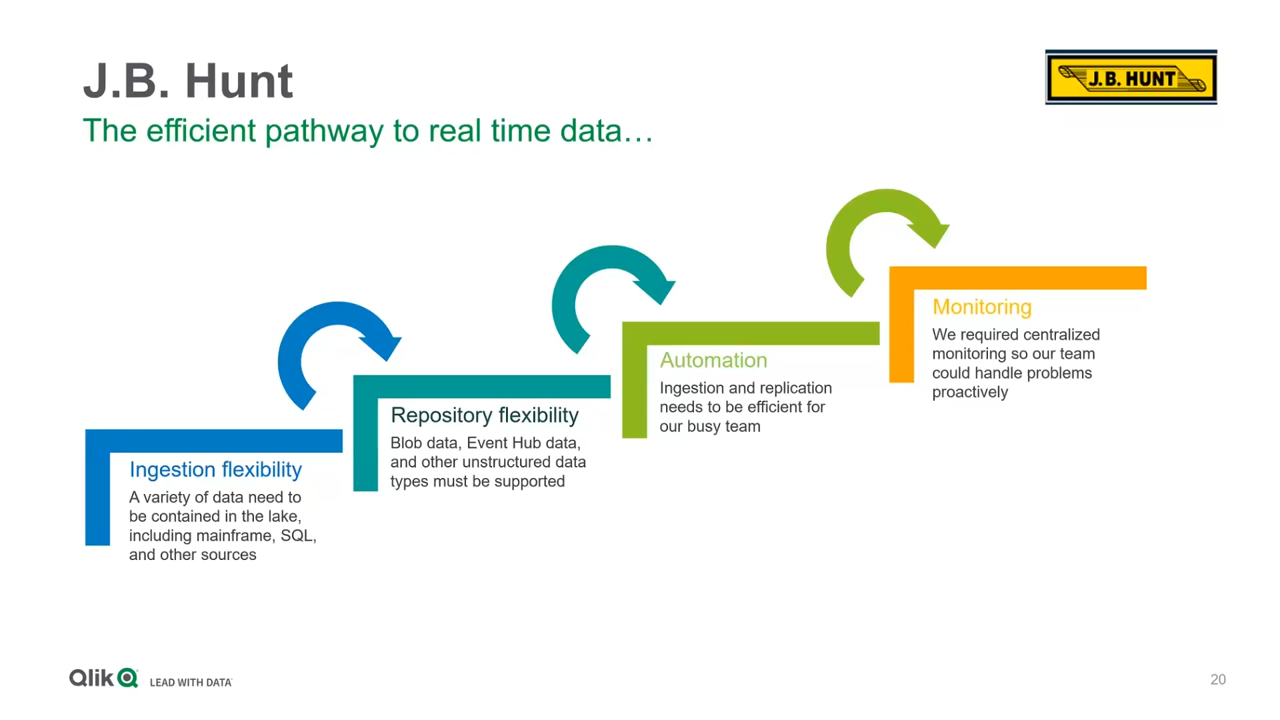 J.B. Hunt
J.B. HUNT
The efficient pathway to real time data…
Ingestion flexibility
A variety of data need to
be contained in the lake,
including mainframe, SQL,
and other sources
Repository flexibility
Blob data, Event Hub data,
and other unstructured data
types must be supported
Automation
Ingestion and replication
needs to be efficient for
our busy team
Monitoring
We required centralized
monitoring so our team
could handle problems
proactively
Qlik
LEAD WITH DATA
20